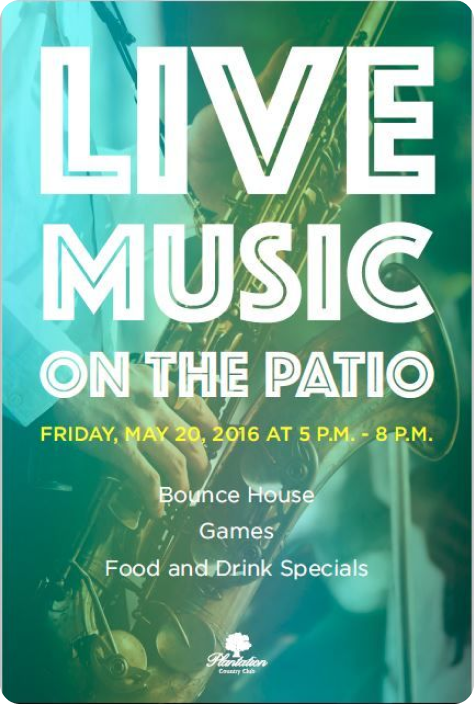 LIVE
MUSIC
ON THE PATIO
FRIDAY, MAY 20, 2016 AT 5 P.M. - 8 P.M.
Bounce House
Games
Food and Drink Specials
Plantation
Country Club